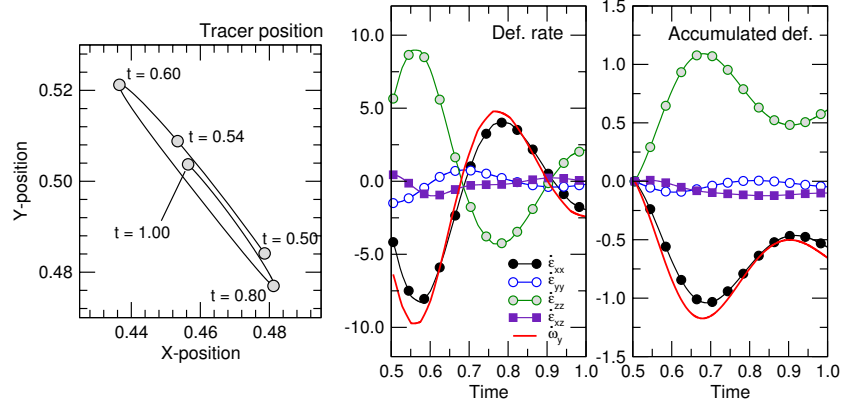 Tracer position
Y-position
0.52
0.50
0.48
t = 0.60
t = 0.54
t = 1.00
t = 0.50
t = 0.80
0.44
0.46
0.48
X-position
Def. rate
10.0
5.0
0.0
-5.0
-10.0
ε̇xx
ε̇yy
ε̇zz
ε̇xz
ω̇y
0.5
0.6
0.7
0.8
0.9
1.0
Time
Accumulated def.
1.5
1.0
0.5
0.0
-0.5
-1.0
-1.5
0.5
0.6
0.7
0.8
0.9
1.0
Time